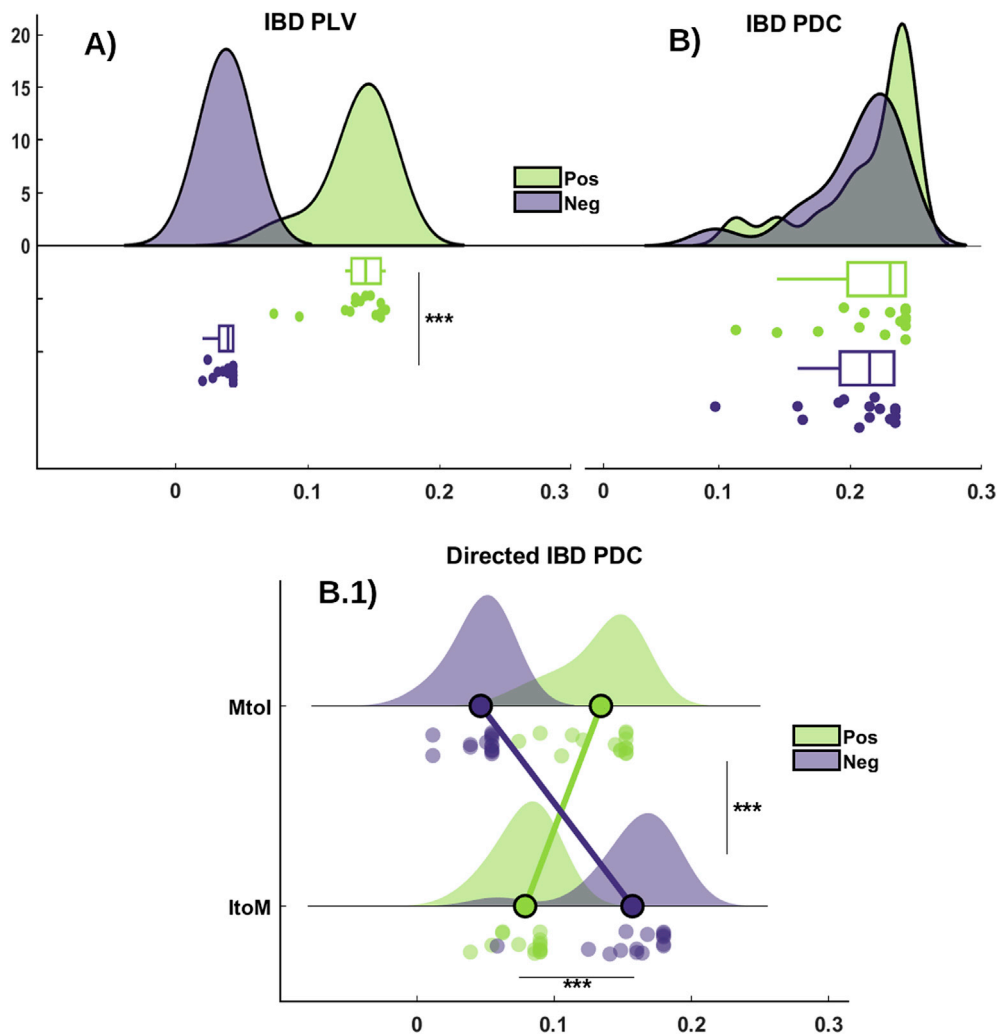 IBD PLV
IBD PDC
A)
B)
20
15
10
5
0
Pos
Neg
***
0
0.1
0.2
0.3
0
0.1
0.2
0.3
Directed IBD PDC
B.1)
MtoI
Pos
Neg
***
ItoM
***
0
0.1
0.2
0.3